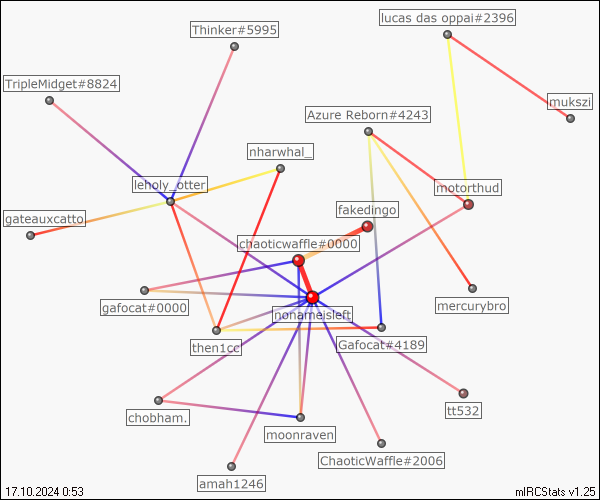 lucas das oppai#2396
Thinker#5995
TripleMidget#8824
mukszi
Azure Reborn#4243
nharwhal_
leholy_otter
motorthud
fakedingo
gateauxcatto
chaoticwaffle#0000
gafocat#0000
mercurybro
nonameisleft
then1cc
Gafocat#4189
tt532
chobham.
moonraven
ChaoticWaffle#2006
amah1246
17.10.2024 0:53
mIRCStats v1.25